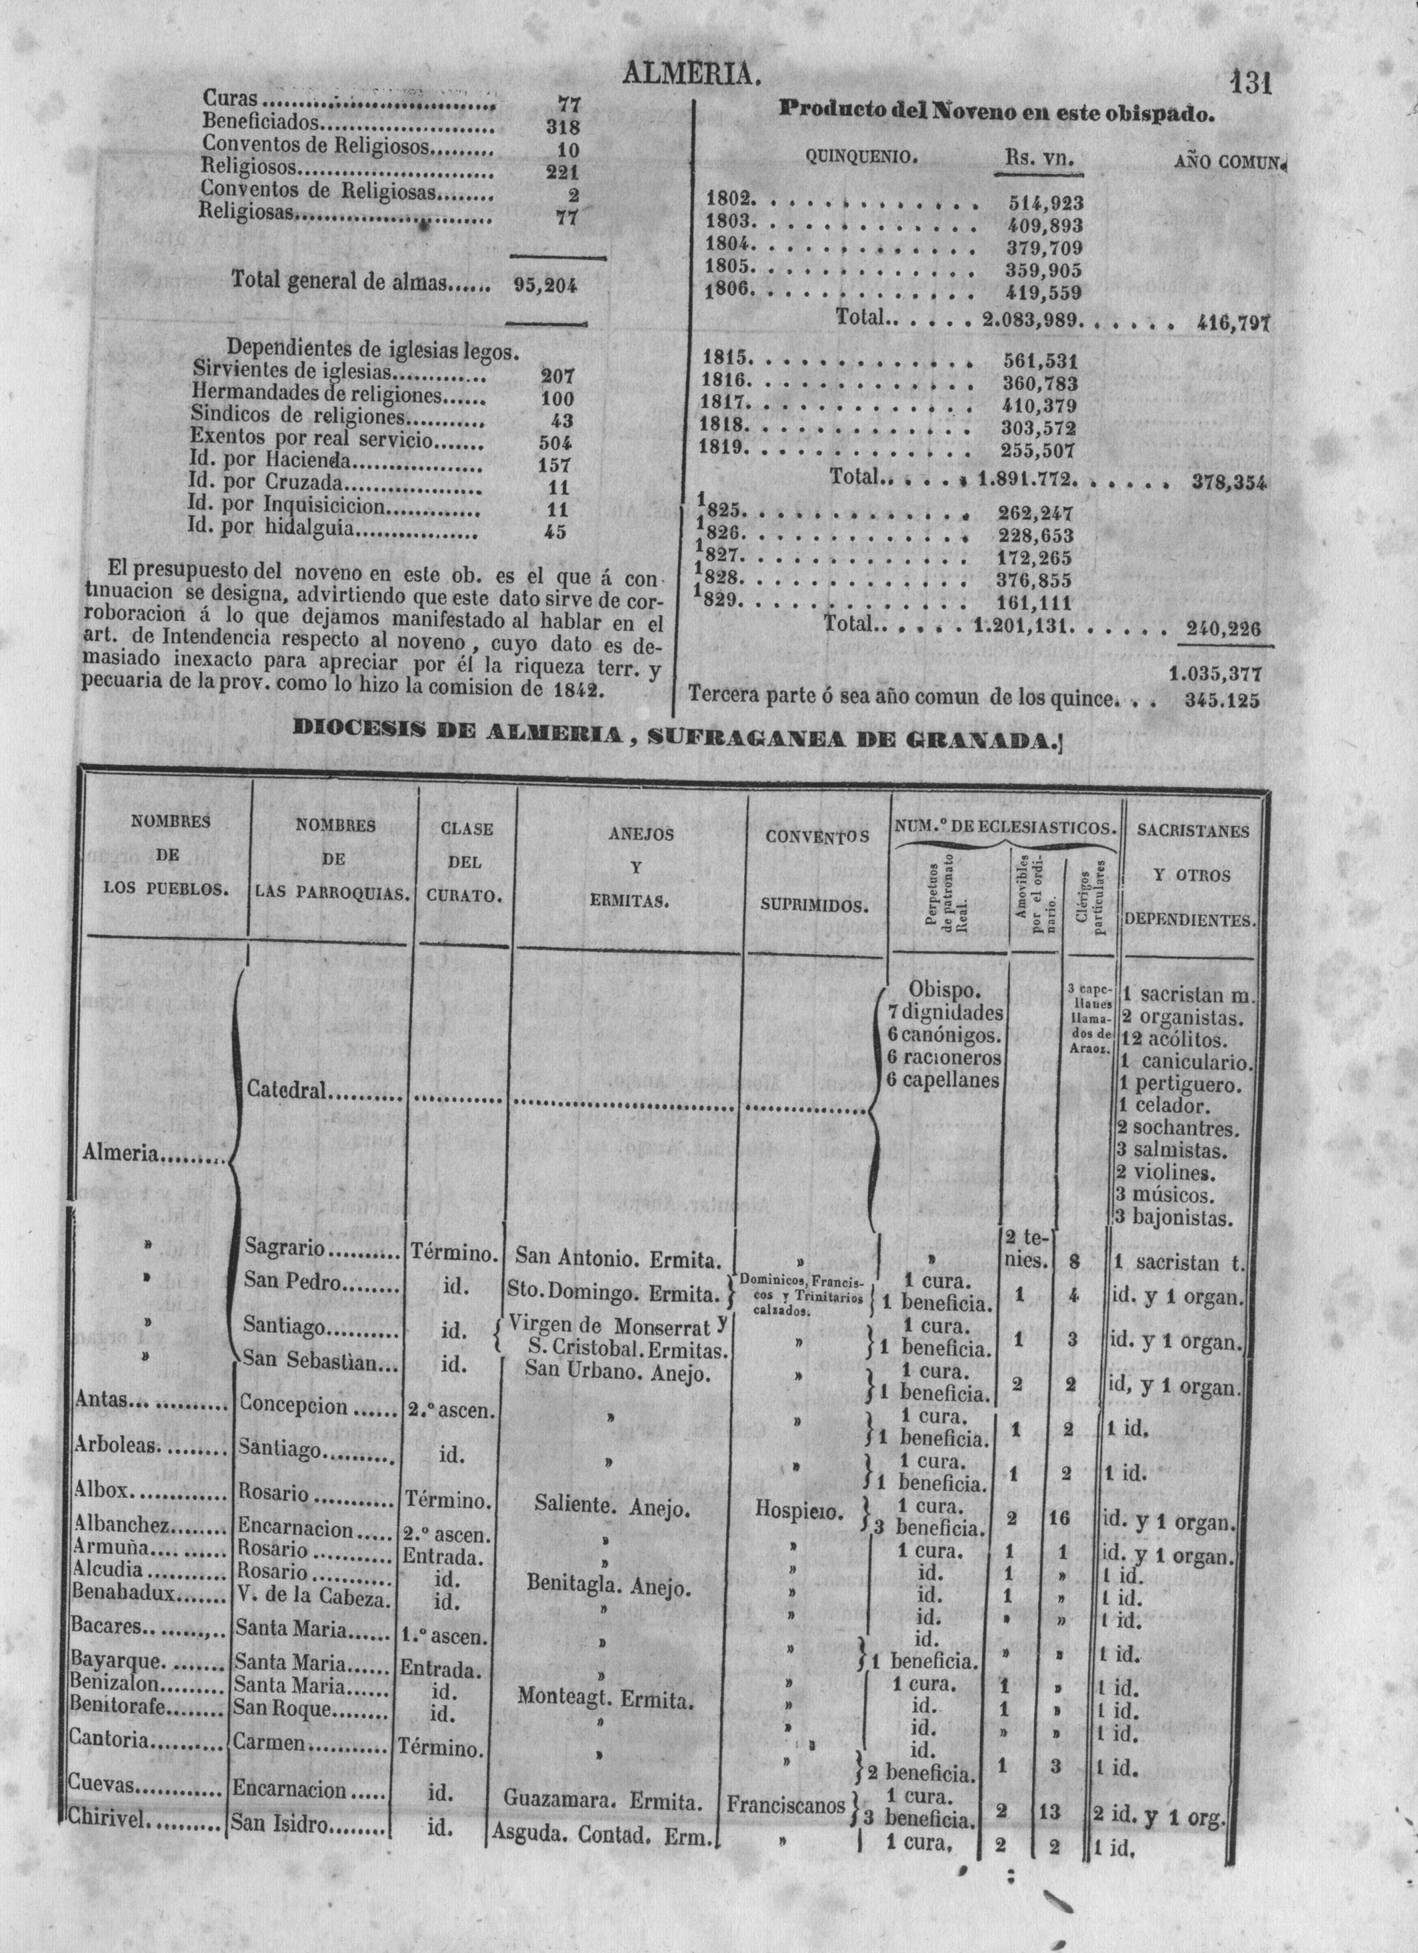 ALMERIA.
131
Curas................................ 77
Beneficiados........................ 318
Conventos de Religiosos......... 10
Religiosos........................... 221
Conventos de Religiosas........ 2
Religiosas........................... 77
Total general de almas...... 95,204
Dependientes de iglesias legos.
Sirvientes de iglesias............. 207
Hermandades de religiones...... 100
Sindicos de religiones........... 43
Exentos por real servicio....... 504
Id. por Hacienda.................. 157
Id. por Cruzada................... 11
Id. por Inquisicicion............. 11
Id. por hidalguia................. 45
El presupuesto del noveno en este ob. es el que á con-
tinuacion se designa, advirtiendo que este dato sirve de cor-
roboracion á lo que dejamos manifestado al hablar en el
art. de Intendencia respecto al noveno, cuyo dato es de-
masiado inexacto para apreciar por él la riqueza terr. y
pecuaria de la prov. como lo hizo la comision de 1842.
Producto del Noveno en este obispado.
QUINQUENIO. Rs. vn. AÑO COMUN.
1802. . . . . . . . . . . . . 514,923
1803. . . . . . . . . . . . . 409,893
1804. . . . . . . . . . . . . 379,709
1805. . . . . . . . . . . . . 359,905
1806. . . . . . . . . . . . . 419,559
Total.. . . . . 2.083,989. . . . . . 416,797
1815. . . . . . . . . . . . . 561,531
1816. . . . . . . . . . . . . 360,783
1817. . . . . . . . . . . . . 410,379
1818. . . . . . . . . . . . . 303,572
1819. . . . . . . . . . . . . 255,507
Total.. . . . . 1.891.772. . . . . . 378,354
1825. . . . . . . . . . . . . 262,247
1826. . . . . . . . . . . . . 228,653
1827. . . . . . . . . . . . . 172,265
1828. . . . . . . . . . . . . 376,855
1829. . . . . . . . . . . . . 161,111
Total.. . . . . 1.201,131. . . . . . 240,226
1.035,377
Tercera parte ó sea año comun de los quince. . . 345.125
DIOCESIS DE ALMERIA, SUFRAGANEA DE GRANADA.
NOMBRES DE LOS PUEBLOS. NOMBRES DE LAS PARROQUIAS. CLASE DEL CURATO. ANEJOS Y ERMITAS. CONVENTOS SUPRIMIDOS. NUM.º DE ECLESIASTICOS. SACRISTANES Y OTROS DEPENDIENTES.
Perpetuos de patronato Real. Amovibles por el ordinario. Clérigos particulares
Almeria......... Catedral..........
Obispo.
7 dignidades
6 canónigos.
6 racioneros
6 capellanes
3 cape-
llanes
llama-
dos de
Araoz.
1 sacristan m.
2 organistas.
12 acólitos.
1 caniculario.
1 pertiguero.
1 celador.
2 sochantres.
3 salmistas.
2 violines.
3 músicos.
3 bajonistas.
» Sagrario.......... Término. San Antonio. Ermita. » » 2 te-nies. 8 1 sacristan t.
» San Pedro........ id. Sto. Domingo. Ermita. } Dominicos, Francis-cos y Trinitarios calzados. } 1 cura. 1 beneficia. 1 4 id. y 1 organ.
» Santiago.......... id. { Virgen de Monserrat y S. Cristobal. Ermitas. » } 1 cura. 1 beneficia. 1 3 id. y 1 organ.
» San Sebastian... id. San Urbano. Anejo. » } 1 cura. 1 beneficia. 2 2 id, y 1 organ.
Antas............. Concepcion ...... 2.º ascen. » » } 1 cura. 1 beneficia. 1 2 1 id.
Arboleas......... Santiago.......... id. » » } 1 cura. 1 beneficia. 1 2 1 id.
Albox............. Rosario ........... Término. Saliente. Anejo. Hospicio. } 1 cura. 3 beneficia. 2 16 id. y 1 organ.
Albanchez........ Encarnacion ..... 2.º ascen. » » 1 cura. 1 1 id. y 1 organ.
Armuña........... Rosario ........... Entrada. » » id. 1 » 1 id.
Alcudia ........... Rosario ........... id. Benitagla. Anejo. » id. 1 » 1 id.
Benahadux....... V. de la Cabeza. id. » » id. » » 1 id.
Bacares........... Santa Maria...... 1.º ascen. » » } id. 1 beneficia. » » 1 id.
Bayarque......... Santa Maria...... Entrada. » » 1 cura. 1 » 1 id.
Benizalon......... Santa Maria...... id. Monteagt. Ermita. » id. 1 » 1 id.
Benitorafe........ San Roque........ id. » » id. » » 1 id.
Cantoria.......... Carmen........... Término. » » } id. 2 beneficia. 1 3 1 id.
Cuevas............ Encarnacion ..... id. Guazamara. Ermita. Franciscanos } 1 cura. 3 beneficia. 2 13 2 id. y 1 org.
Chirivel........... San Isidro........ id. Asguda. Contad. Erm. » 1 cura, 2 2 1 id.